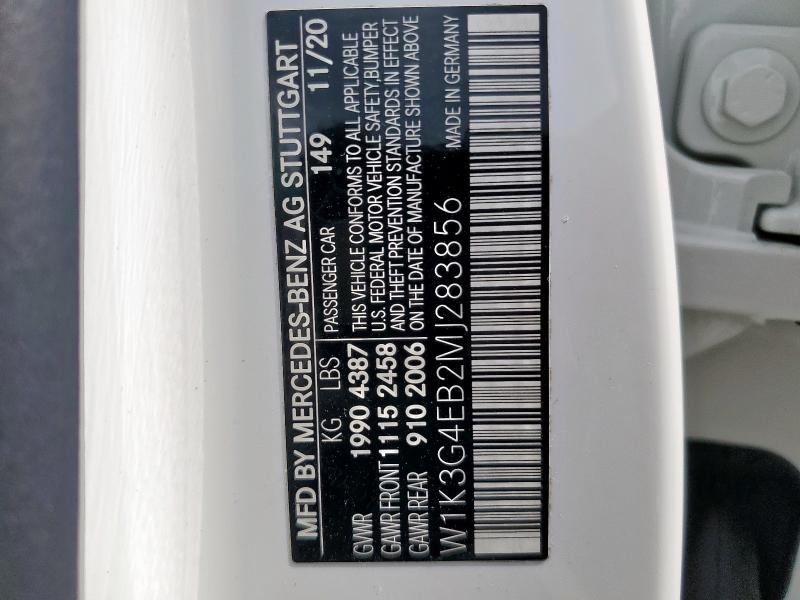 MFD BY MERCEDES-BENZ AG STUTTGART
KG LBS PASSENGER CAR 149 11/20
GVWR 1990 4387 THIS VEHICLE CONFORMS TO ALL APPLICABLE
GAWR FRONT 1115 2458 U.S. FEDERAL MOTOR VEHICLE SAFETY,BUMPER
AND THEFT PREVENTION STANDARDS IN EFFECT
GAWR REAR 910 2006 ON THE DATE OF MANUFACTURE SHOWN ABOVE
W1K3G4EB2MJ283856 MADE IN GERMANY